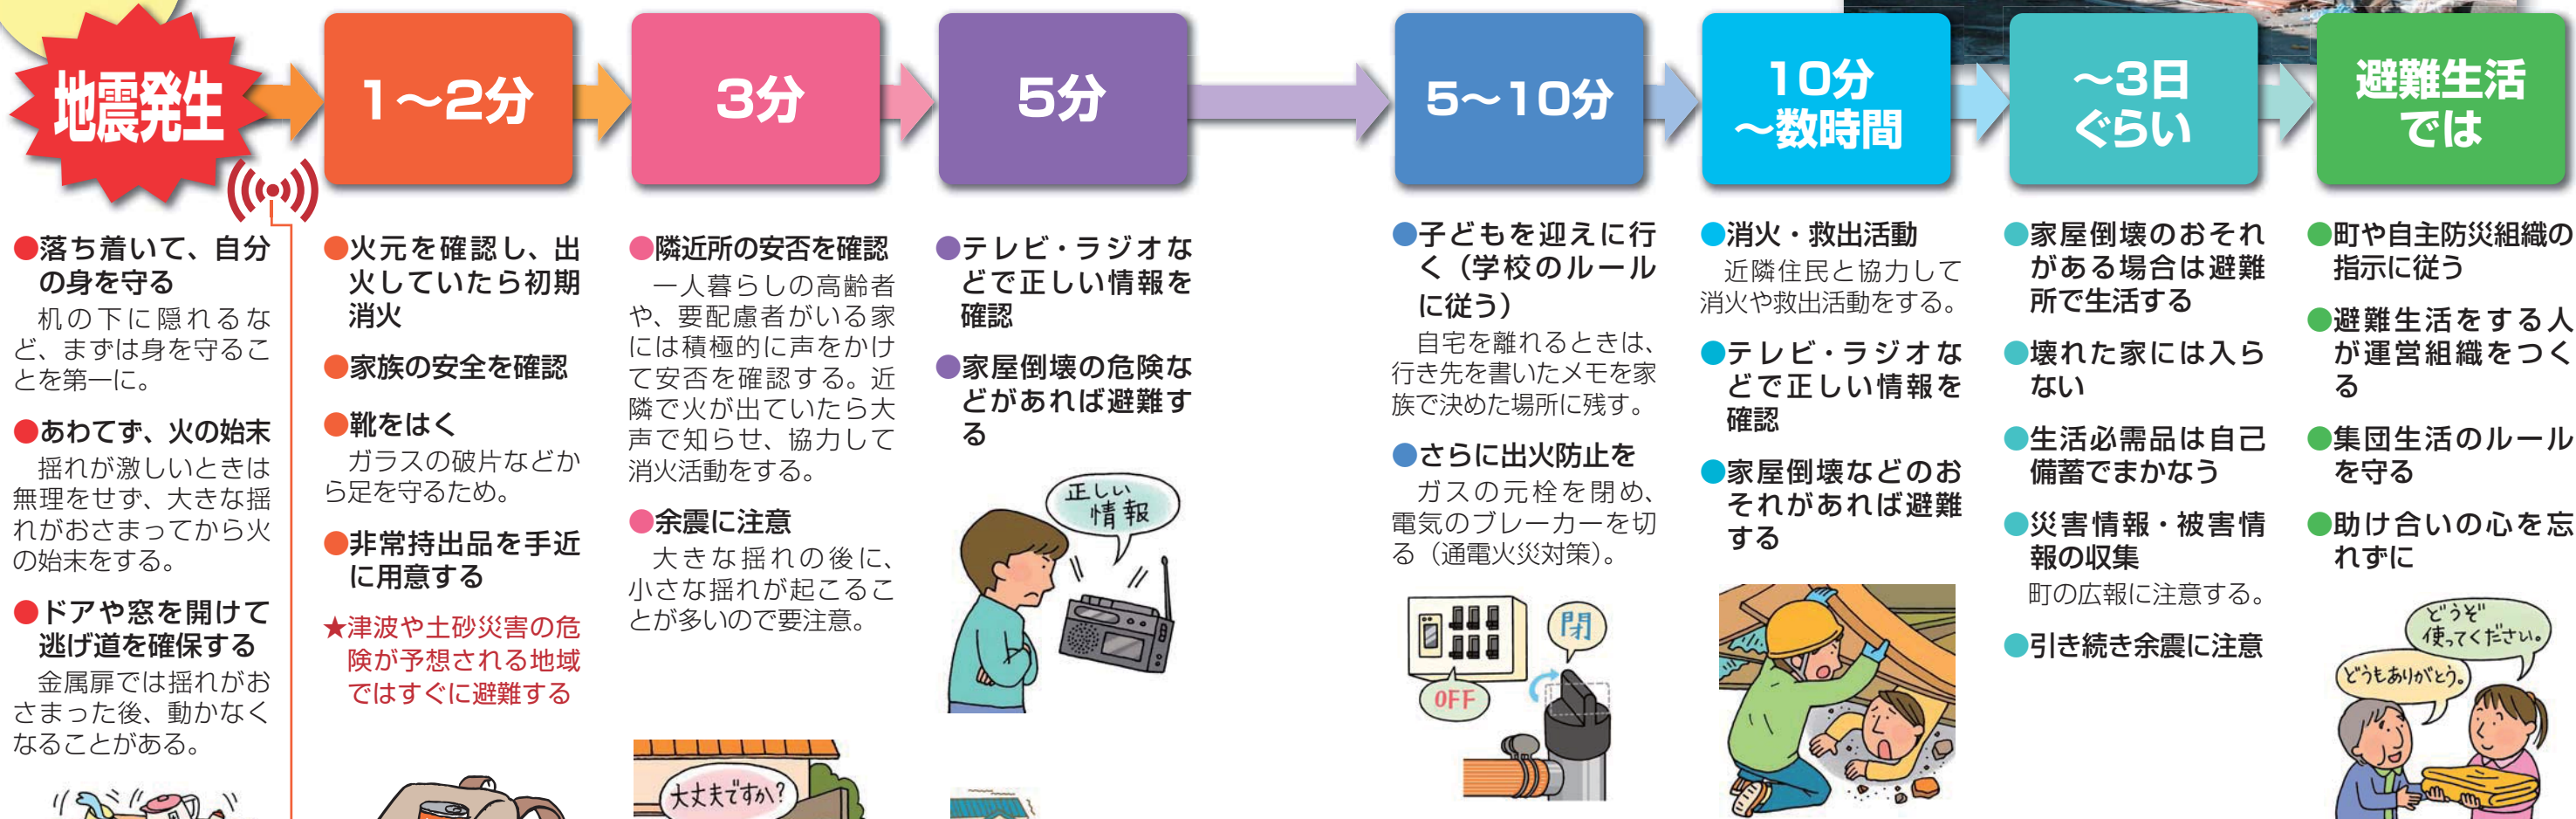 地震発生
●落ち着いて、自分
の身を守る
机の下に隠れるな
ど、まずは身を守るこ
とを第一に。
●あわてず、火の始末
揺れが激しいときは
無理をせず、大きな揺
れがおさまってから火
の始末をする。
●ドアや窓を開けて
逃げ道を確保する
金属扉では揺れがお
さまった後、動かなく
なることがある。
1～2分
●火元を確認し、出
火していたら初期
消火
●家族の安全を確認
●靴をはく
ガラスの破片などか
ら足を守るため。
●非常持出品を手近
に用意する
★津波や土砂災害の危
険が予想される地域
ではすぐに避難する
3分
●隣近所の安否を確認
一人暮らしの高齢者
や、要配慮者がいる家
には積極的に声をかけ
て安否を確認する。近
隣で火が出ていたら大
声で知らせ、協力して
消火活動をする。
●余震に注意
大きな揺れの後に、
小さな揺れが起こるこ
とが多いので要注意。
大丈夫ですか?
5分
●テレビ・ラジオな
どで正しい情報を
確認
●家屋倒壊の危険な
どがあれば避難す
る
正しい
情報
5～10分
●子どもを迎えに行
く（学校のルール
に従う）
自宅を離れるときは、
行き先を書いたメモを家
族で決めた場所に残す。
●さらに出火防止を
ガスの元栓を閉め、
電気のブレーカーを切
る（通電火災対策）。
閉
OFF
10分
～数時間
●消火・救出活動
近隣住民と協力して
消火や救出活動をする。
●テレビ・ラジオな
どで正しい情報を
確認
●家屋倒壊などのお
それがあれば避難
する
～3日
ぐらい
●家屋倒壊のおそれ
がある場合は避難
所で生活する
●壊れた家には入ら
ない
●生活必需品は自己
備蓄でまかなう
●災害情報・被害情
報の収集
町の広報に注意する。
●引き続き余震に注意
避難生活
では
●町や自主防災組織の
指示に従う
●避難生活をする人
が運営組織をつく
る
●集団生活のルール
を守る
●助け合いの心を忘
れずに
どうぞ
使ってください。
どうもありがとう。